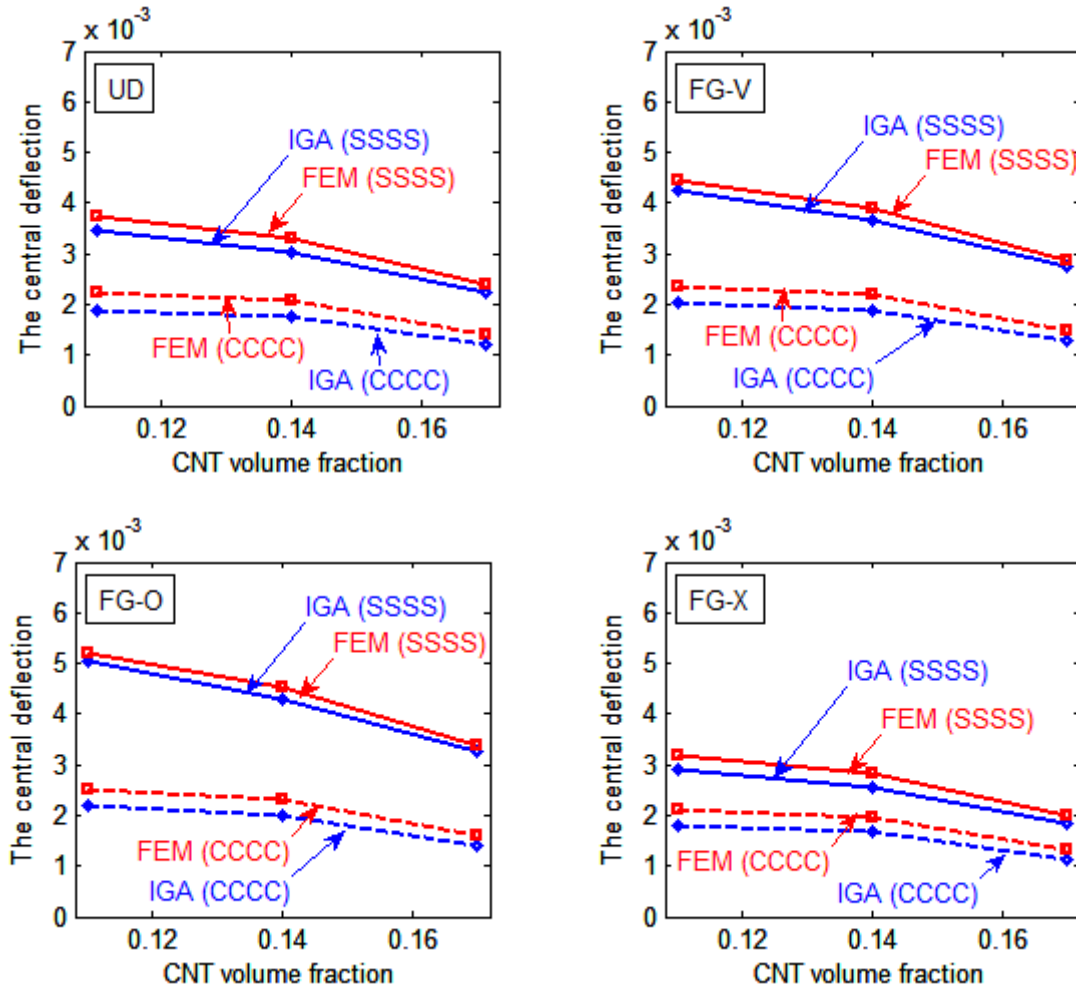 x 10-3
7
6
5
4
3
2
1
0
The central deflection
UD
IGA (SSSS)
FEM (SSSS)
FEM (CCCC)
IGA (CCCC)
0.12
0.14
0.16
CNT volume fraction
x 10-3
7
6
5
4
3
2
1
0
The central deflection
FG-V
IGA (SSSS)
FEM (SSSS)
FEM (CCCC)
IGA (CCCC)
0.12
0.14
0.16
CNT volume fraction
x 10-3
7
6
5
4
3
2
1
0
The central deflection
FG-O
IGA (SSSS)
FEM (SSSS)
FEM (CCCC)
IGA (CCCC)
0.12
0.14
0.16
CNT volume fraction
x 10-3
7
6
5
4
3
2
1
0
The central deflection
FG-X
IGA (SSSS)
FEM (SSSS)
FEM (CCCC)
IGA (CCCC)
0.12
0.14
0.16
CNT volume fraction